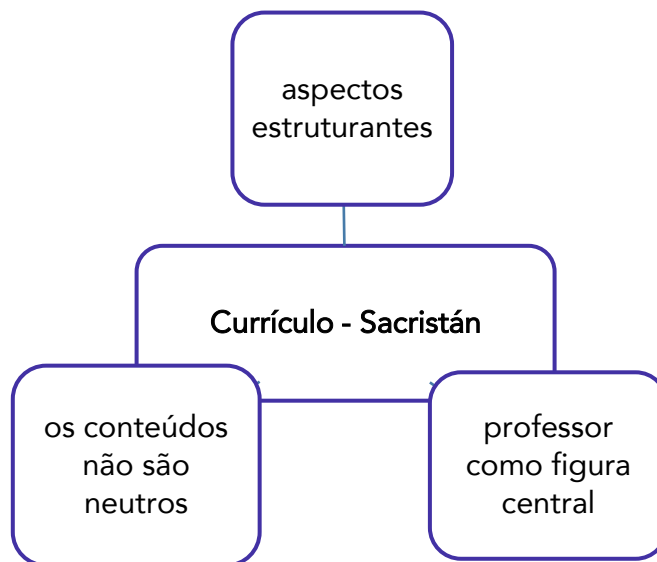 aspectos
estruturantes
Currículo - Sacristán
os conteúdos
não são
neutros
professor
como figura
central